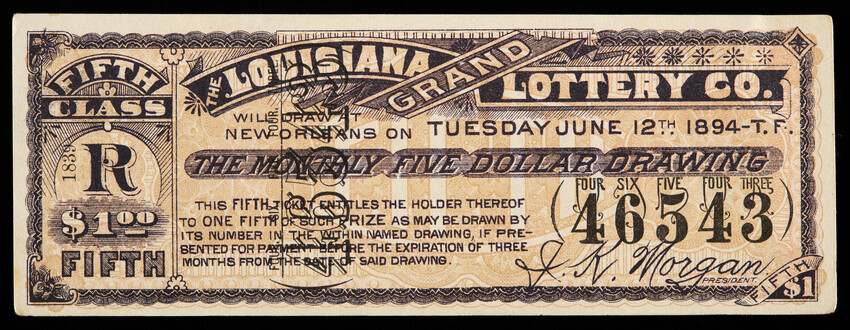 FIFTH
CLASS
1839
R
$1.00
FIFTH
THE LOUISIANA
GRAND
LOTTERY CO.
WILL DRAW AT
NEW ORLEANS ON TUESDAY JUNE 12TH 1894-T.F.
THE MONTHLY FIVE DOLLAR DRAWING
THIS FIFTH TICKET ENTITLES THE HOLDER THEREOF
TO ONE FIFTH OF SUCH PRIZE AS MAY BE DRAWN BY
ITS NUMBER IN THE WITHIN NAMED DRAWING, IF PRE-
SENTED FOR PAYMENT BEFORE THE EXPIRATION OF THREE
MONTHS FROM THE DATE OF SAID DRAWING.
FOUR SIX FIVE FOUR THREE
(46543)
J. K. Morgan.
PRESIDENT.
FIFTH
$1